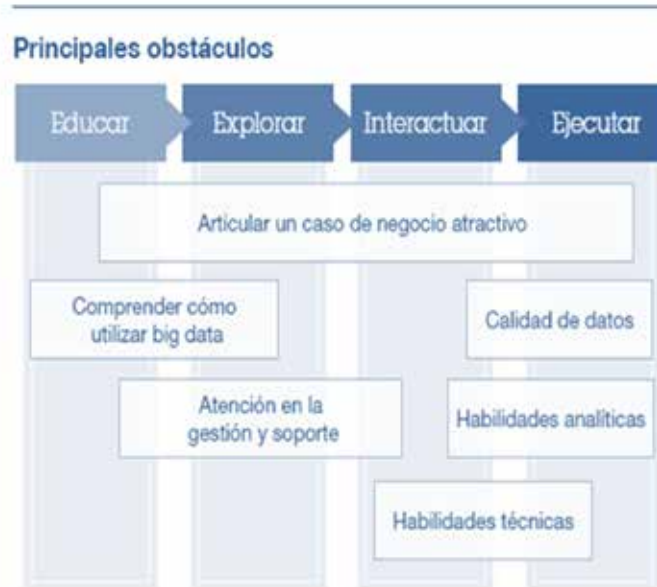 Principales obstáculos
Educar
Explorar
Interactuar
Ejecutar
Articular un caso de negocio atractivo
Comprender cómo
utilizar big data
Calidad de datos
Atención en la
gestión y soporte
Habilidades analíticas
Habilidades técnicas